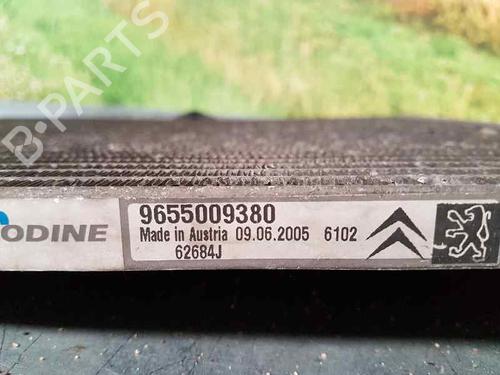 B-PARTS
ODINE
9655009380
Made in Austria 09.06.2005 6102
62684J